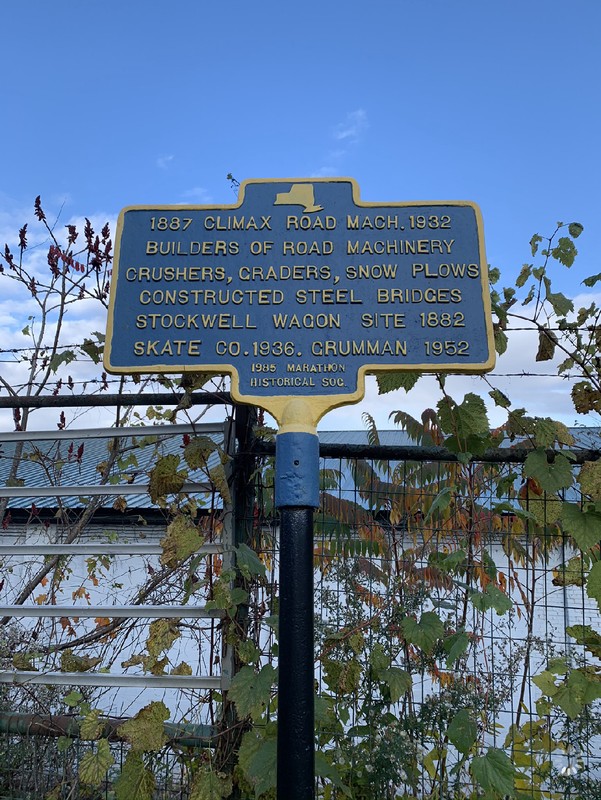 1887 CLIMAX ROAD MACH. 1932
BUILDERS OF ROAD MACHINERY
CRUSHERS, GRADERS, SNOW PLOWS
CONSTRUCTED STEEL BRIDGES
STOCKWELL WAGON SITE 1882
SKATE CO. 1936. GRUMMAN 1952
1985 MARATHON
HISTORICAL SOC.